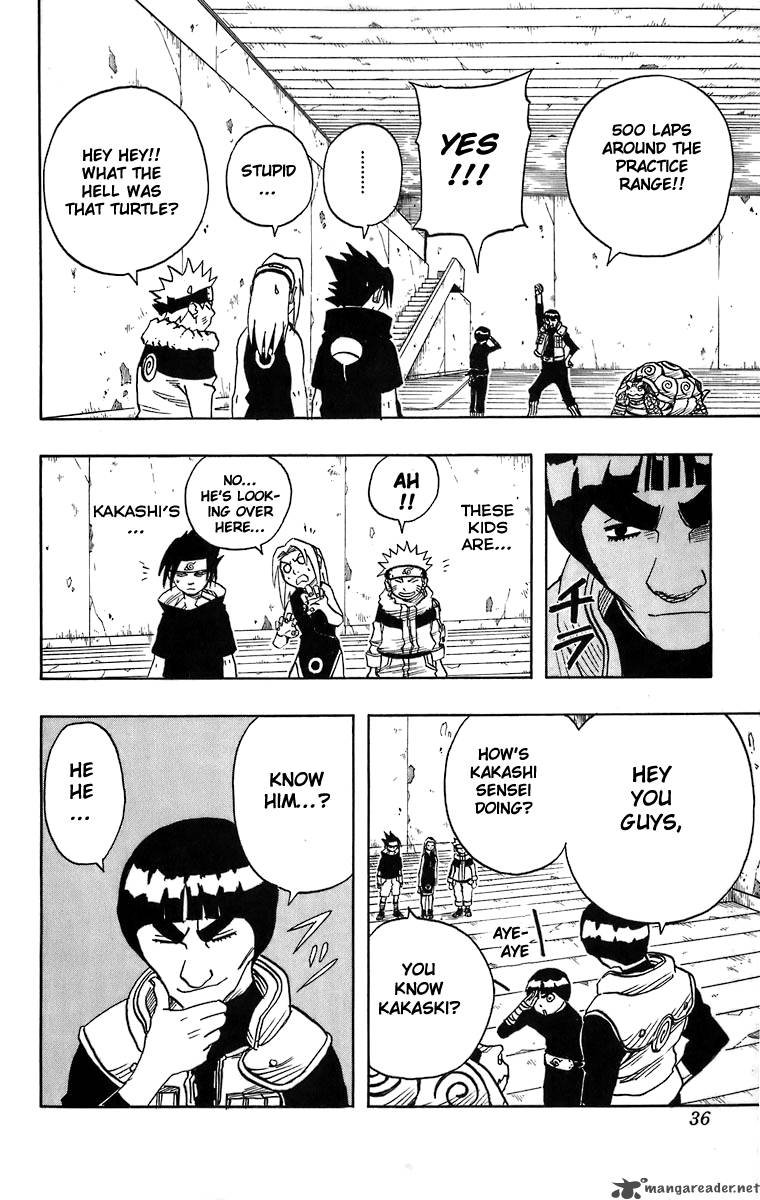 500 LAPS
AROUND THE
PRACTICE
RANGE!!
YES
!!!
.........
STUPID
...
HEY HEY!!
WHAT THE
HELL WAS
THAT TURTLE?
チラ
THESE
KIDS
ARE...
AH
!!
NO...
HE'S LOOK-
ING OVER
HERE...
KAKASHI'S
...
HEY
YOU
GUYS,
HOW'S
KAKASHI
SENSEI
DOING?
AYE-
AYE
YOU
KNOW
KAKASKI?
KNOW
HIM...?
HE
HE
...
36
mangareader.net